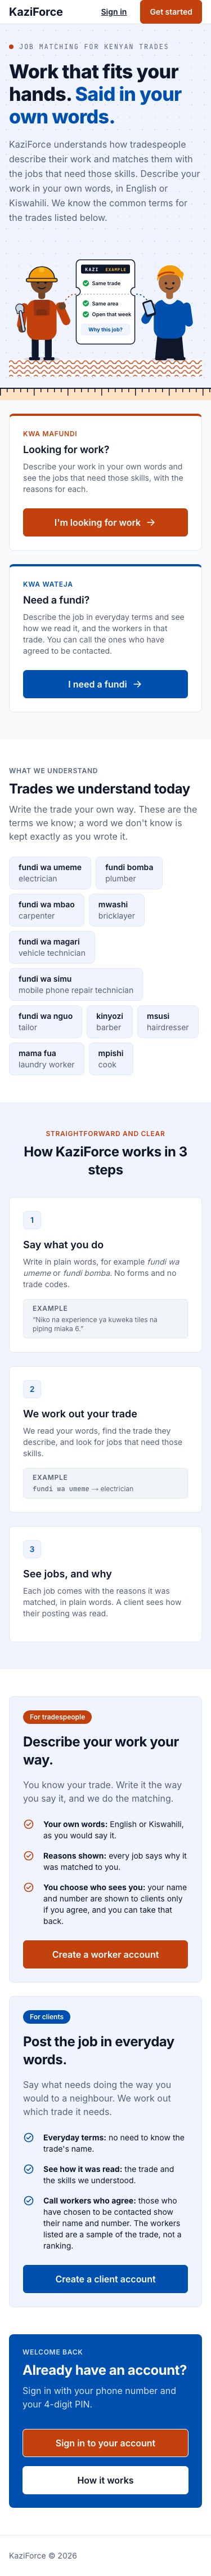 KaziForce
Sign in
Get started
JOB MATCHING FOR KENYAN TRADES
Work that fits your
hands. Said in your
own words.
KaziForce understands how tradespeople
describe their work and matches them with
the jobs that need those skills. Describe your
work in your own words, in English or
Kiswahili. We know the common terms for
the trades listed below.
KAZI EXAMPLE
Same trade
Same area
Open that week
Why this job?
KWA MAFUNDI
Looking for work?
Describe your work in your own words and
see the jobs that need those skills, with the
reasons for each.
I'm looking for work →
KWA WATEJA
Need a fundi?
Describe the job in everyday terms and see
how we read it, and the workers in that
trade. You can call the ones who have
agreed to be contacted.
I need a fundi →
WHAT WE UNDERSTAND
Trades we understand today
Write the trade your own way. These are the
terms we know; a word we don't know is
kept exactly as you wrote it.
fundi wa umeme
electrician
fundi bomba
plumber
fundi wa mbao
carpenter
mwashi
bricklayer
fundi wa magari
vehicle technician
fundi wa simu
mobile phone repair technician
fundi wa nguo
tailor
kinyozi
barber
msusi
hairdresser
mama fua
laundry worker
mpishi
cook
STRAIGHTFORWARD AND CLEAR
How KaziForce works in 3
steps
1
Say what you do
Write in plain words, for example fundi wa
umeme or fundi bomba. No forms and no
trade codes.
EXAMPLE
"Niko na experience ya kuweka tiles na
piping miaka 6."
2
We work out your trade
We read your words, find the trade they
describe, and look for jobs that need those
skills.
EXAMPLE
fundi wa umeme → electrician
3
See jobs, and why
Each job comes with the reasons it was
matched, in plain words. A client sees how
their posting was read.
For tradespeople
Describe your work your
way.
You know your trade. Write it the way
you say it, and we do the matching.
Your own words: English or Kiswahili,
as you would say it.
Reasons shown: every job says why it
was matched to you.
You choose who sees you: your name
and number are shown to clients only
if you agree, and you can take that
back.
Create a worker account
For clients
Post the job in everyday
words.
Say what needs doing the way you
would to a neighbour. We work out
which trade it needs.
Everyday terms: no need to know the
trade's name.
See how it was read: the trade and
the skills we understood.
Call workers who agree: those who
have chosen to be contacted show
their name and number. The workers
listed are a sample of the trade, not a
ranking.
Create a client account
WELCOME BACK
Already have an account?
Sign in with your phone number and
your 4-digit PIN.
Sign in to your account
How it works
KaziForce © 2026